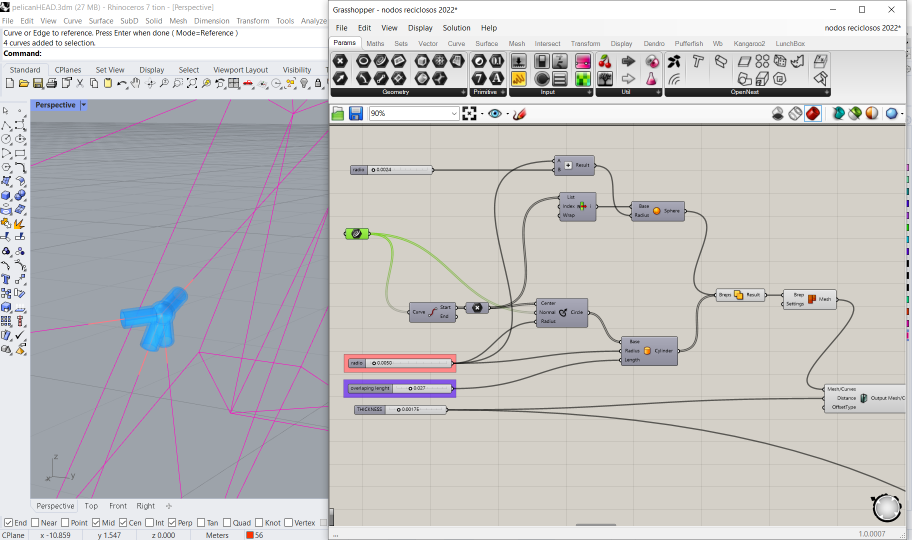 pelicanHEAD.3dm (27 MB) - Rhinoceros 7 tion - [Perspective]
File Edit View Curve Surface SubD Solid Mesh Dimension Transform Tools Analyze
Curve or Edge to reference. Press Enter when done ( Mode=Reference )
4 curves added to selection.
Command:
Standard CPlanes Set View Display Select Viewport Layout Visibility T
Perspective
z
x y
Perspective Top Front Right
End Near Point Mid Cen Int Perp Tan Quad Knot Vertex
CPlane x -10.859 y 1.547 z 0.000 Meters 56
Grasshopper - nodos reciclosos 2022*
File Edit View Display Solution Help nodos reciclosos 2022*
Params Maths Sets Vector Curve Surface Mesh Intersect Transform Display Dendro Pufferfish Wb Kangaroo2 LunchBox
Geometry Primitive Input Util OpenNest
90%
radio 0.0024
A
B
Result
List
Index
Wrap
i
Base
Radius
Sphere
Curve
Start
End
Center
Normal
Radius
Circle
Breps
Result
Brep
Settings
Mesh
Base
Radius
Length
Cylinder
radio 0.0050
overlaping lenght 0.027
THICKNESS 0.00175
Mesh/Curves
Distance
OffsetType
Output Mesh/C
...
1.0.0007